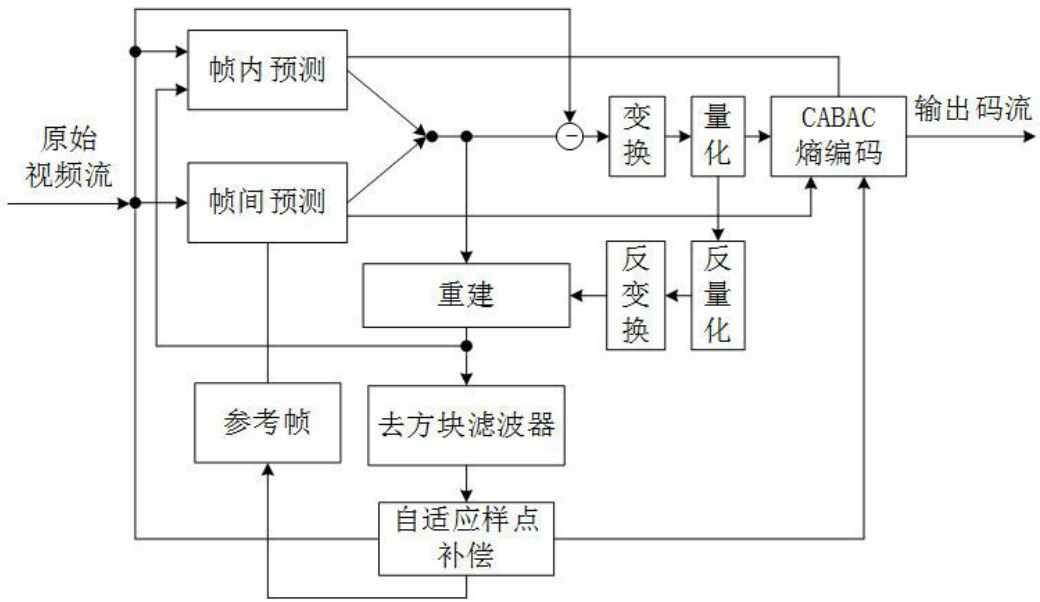 帧内 预测
原始
视频流
变
换
量
化
CABAC
熵编码
输出码流
帧间 预测
重建
反
变
换
反
量
化
参考帧
去方块滤波器
自适应样点
补偿